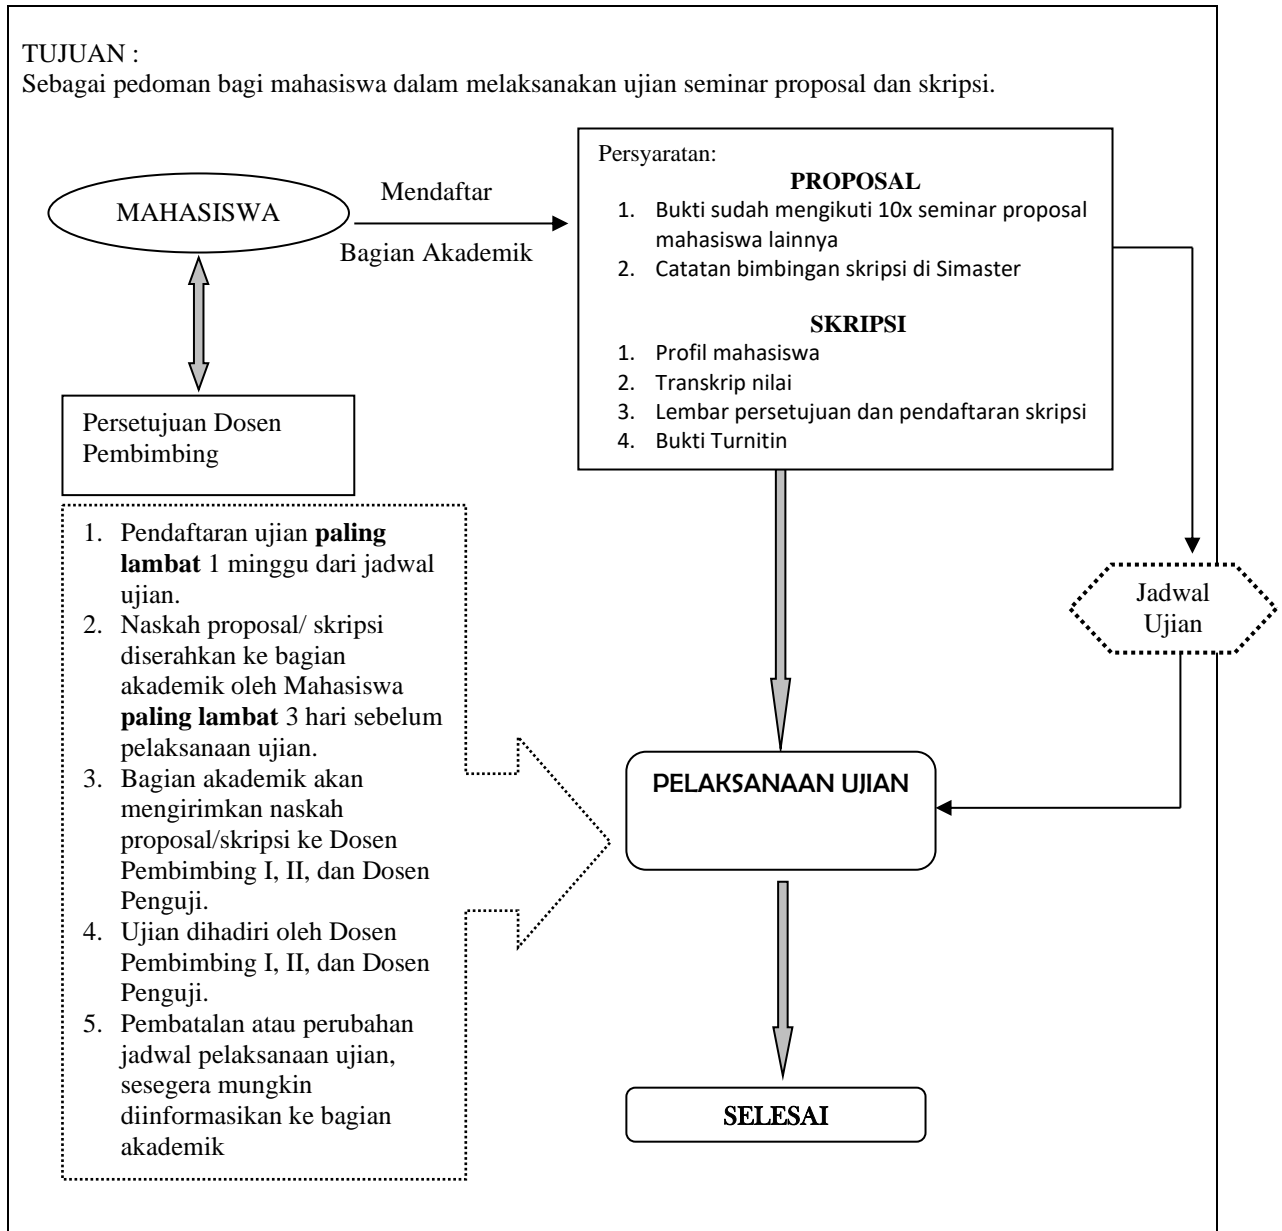 TUJUAN :
Sebagai pedoman bagi mahasiswa dalam melaksanakan ujian seminar proposal dan skripsi.
MAHASISWA
Mendaftar
Bagian Akademik
Persyaratan:
PROPOSAL
1. Bukti sudah mengikuti 10x seminar proposal
mahasiswa lainnya
2. Catatan bimbingan skripsi di Simaster
SKRIPSI
1. Profil mahasiswa
2. Transkrip nilai
3. Lembar persetujuan dan pendaftaran skripsi
4. Bukti Turnitin
Persetujuan Dosen
Pembimbing
1. Pendaftaran ujian paling
lambat 1 minggu dari jadwal
ujian.
2. Naskah proposal/ skripsi
diserahkan ke bagian
akademik oleh Mahasiswa
paling lambat 3 hari sebelum
pelaksanaan ujian.
3. Bagian akademik akan
mengirimkan naskah
proposal/skripsi ke Dosen
Pembimbing I, II, dan Dosen
Penguji.
4. Ujian dihadiri oleh Dosen
Pembimbing I, II, dan Dosen
Penguji.
5. Pembatalan atau perubahan
jadwal pelaksanaan ujian,
sesegera mungkin
diinformasikan ke bagian
akademik
Jadwal
Ujian
PELAKSANAAN UJIAN
SELESAI